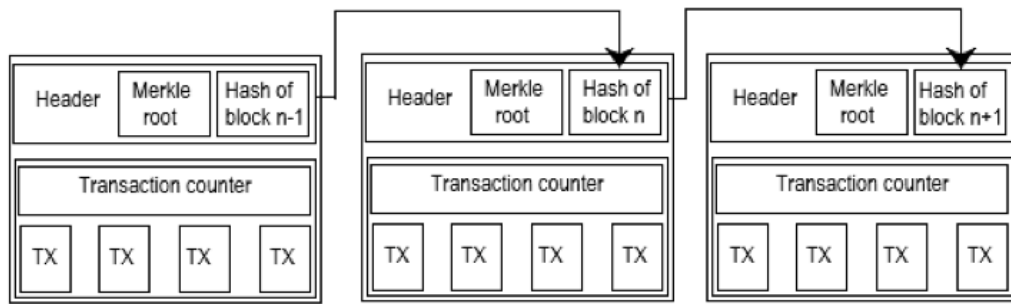 Header
Merkle
root
Hash of
block n-1
Transaction counter
TX TX TX TX
Header
Merkle
root
Hash of
block n
Transaction counter
TX TX TX TX
Header
Merkle
root
Hash of
block n+1
Transaction counter
TX TX TX TX